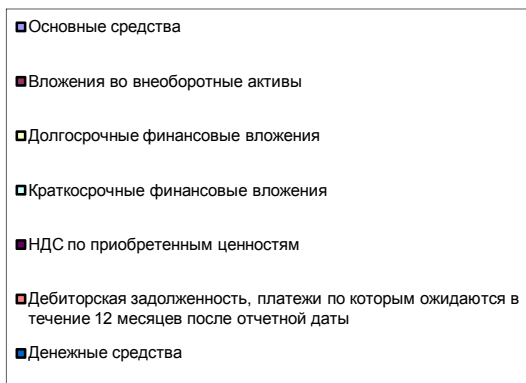 Основные средства
Вложения во внеоборотные активы
Долгосрочные финансовые вложения
Краткосрочные финансовые вложения
НДС по приобретенным ценностям
Дебиторская задолженность, платежи по которым ожидаются в
течение 12 месяцев после отчетной даты
Денежные средства